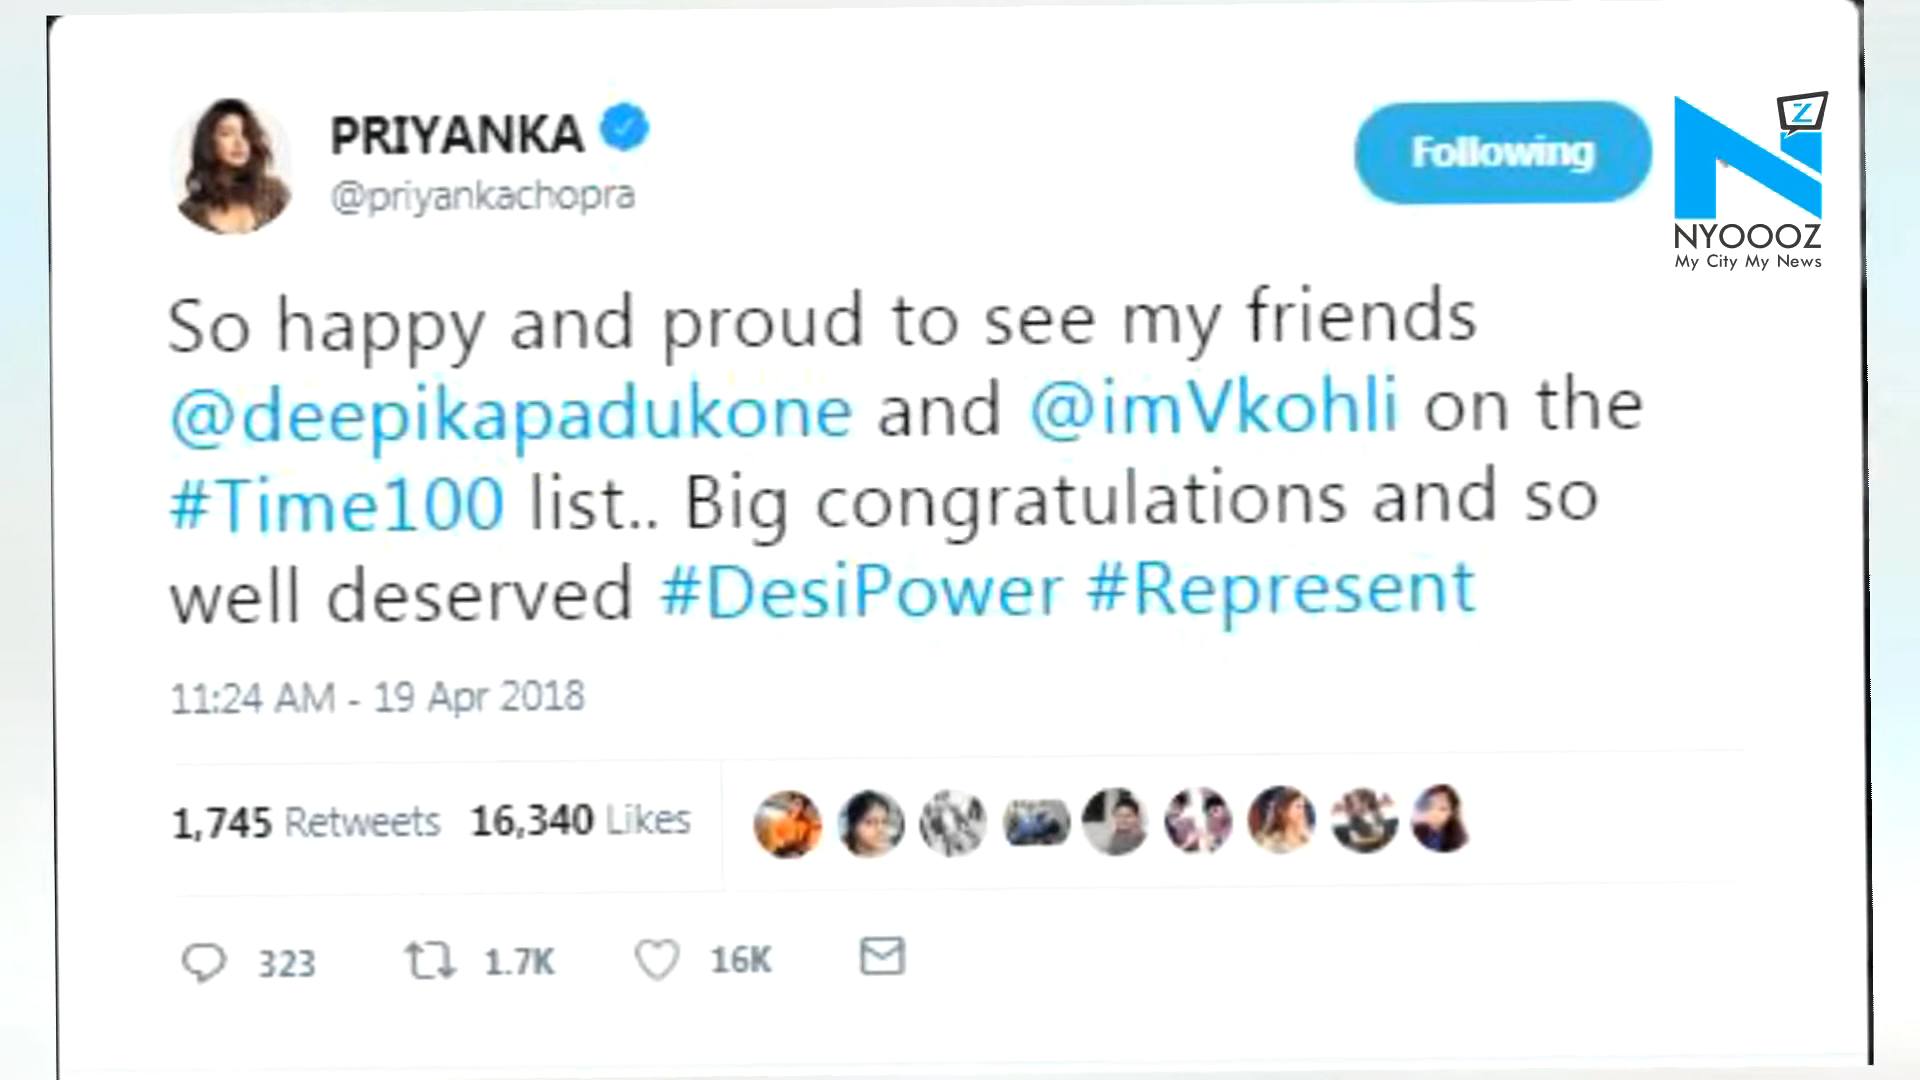 PRIYANKA
@priyankachopra
Following
Z
NYOOOZ
My City My News
So happy and proud to see my friends
@deepikapadukone and @imVkohli on the
#Time100 list.. Big congratulations and so
well deserved #DesiPower #Represent
11:24 AM - 19 Apr 2018
1,745 Retweets 16,340 Likes
323 1.7K 16K